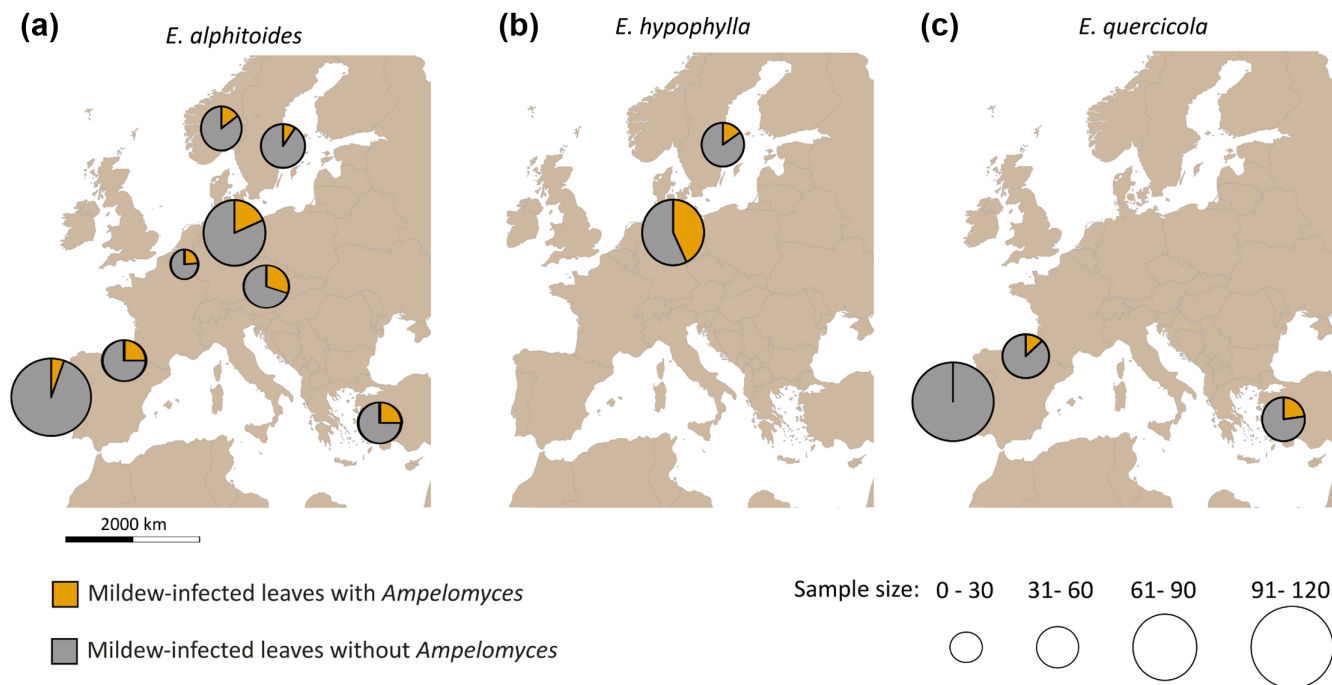 (a)
E. alphitoides
(b)
E. hypophylla
(c)
E. quercicola
2000 km
Mildew-infected leaves with Ampelomyces
Mildew-infected leaves without Ampelomyces
Sample size: 0 - 30 31- 60 61- 90 91- 120